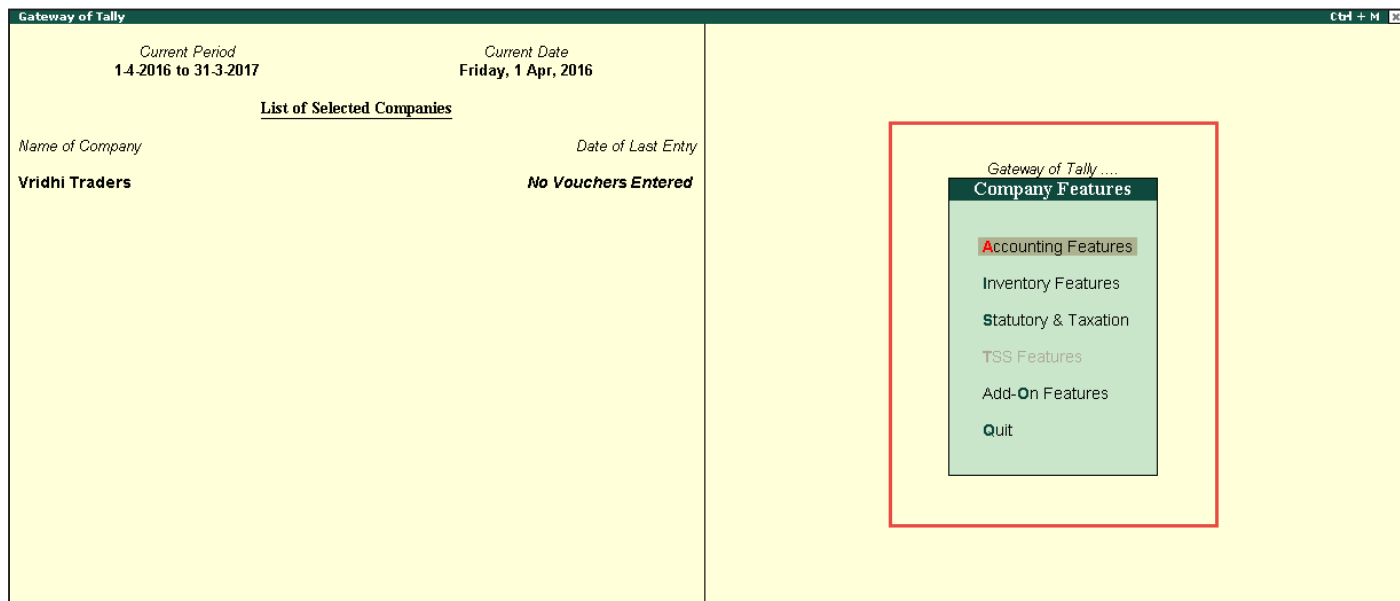 Gateway of Tally Ctrl + M
Current Period Current Date
1-4-2016 to 31-3-2017 Friday, 1 Apr, 2016
List of Selected Companies
Name of Company Date of Last Entry
Vridhi Traders No Vouchers Entered
Gateway of Tally ....
Company Features
Accounting Features
Inventory Features
Statutory & Taxation
TSS Features
Add-On Features
Quit